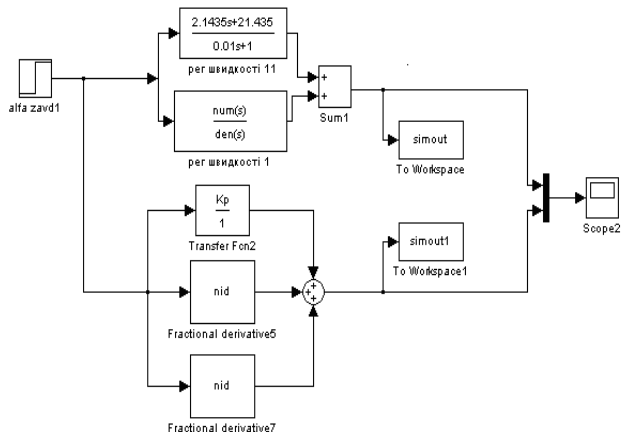 2.1435s+21.435
0.01s+1
рег швидкості 11
alfa zavd1
num(s)
den(s)
рег швидкості 1
+
+
Sum1
simout
To Workspace
Kp
1
Transfer Fcn2
simout1
To Workspace1
Scope2
nid
Fractional derivative5
+
+
+
nid
Fractional derivative7